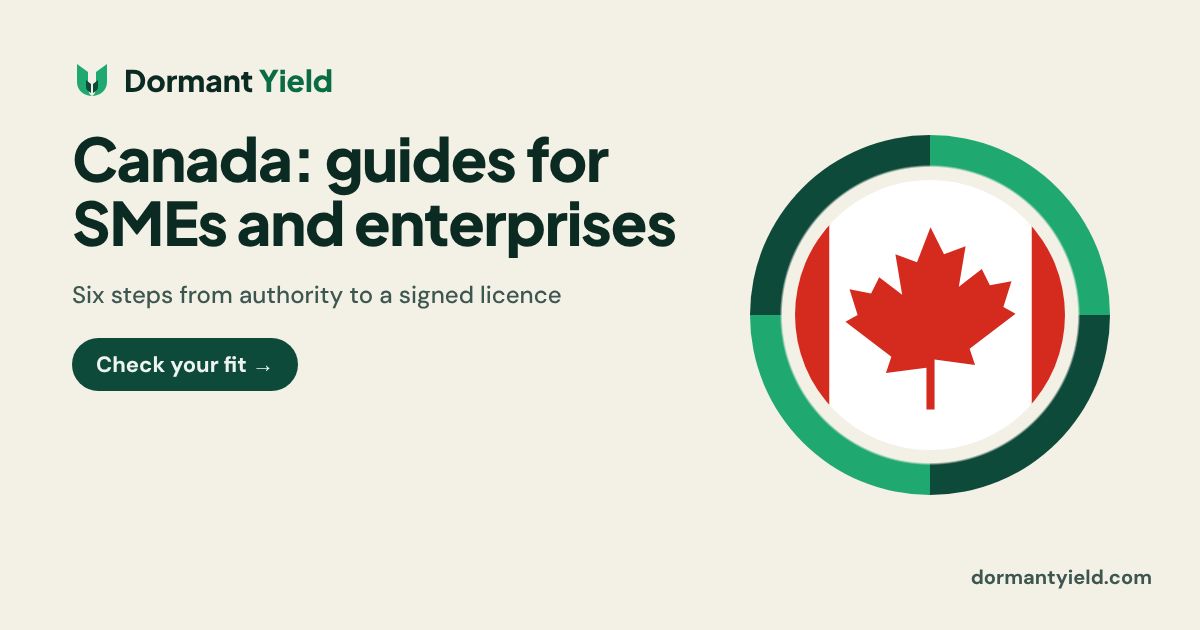 Dormant Yield
Canada: guides for
SMEs and enterprises
Six steps from authority to a signed licence
Check your fit →
dormantyield.com